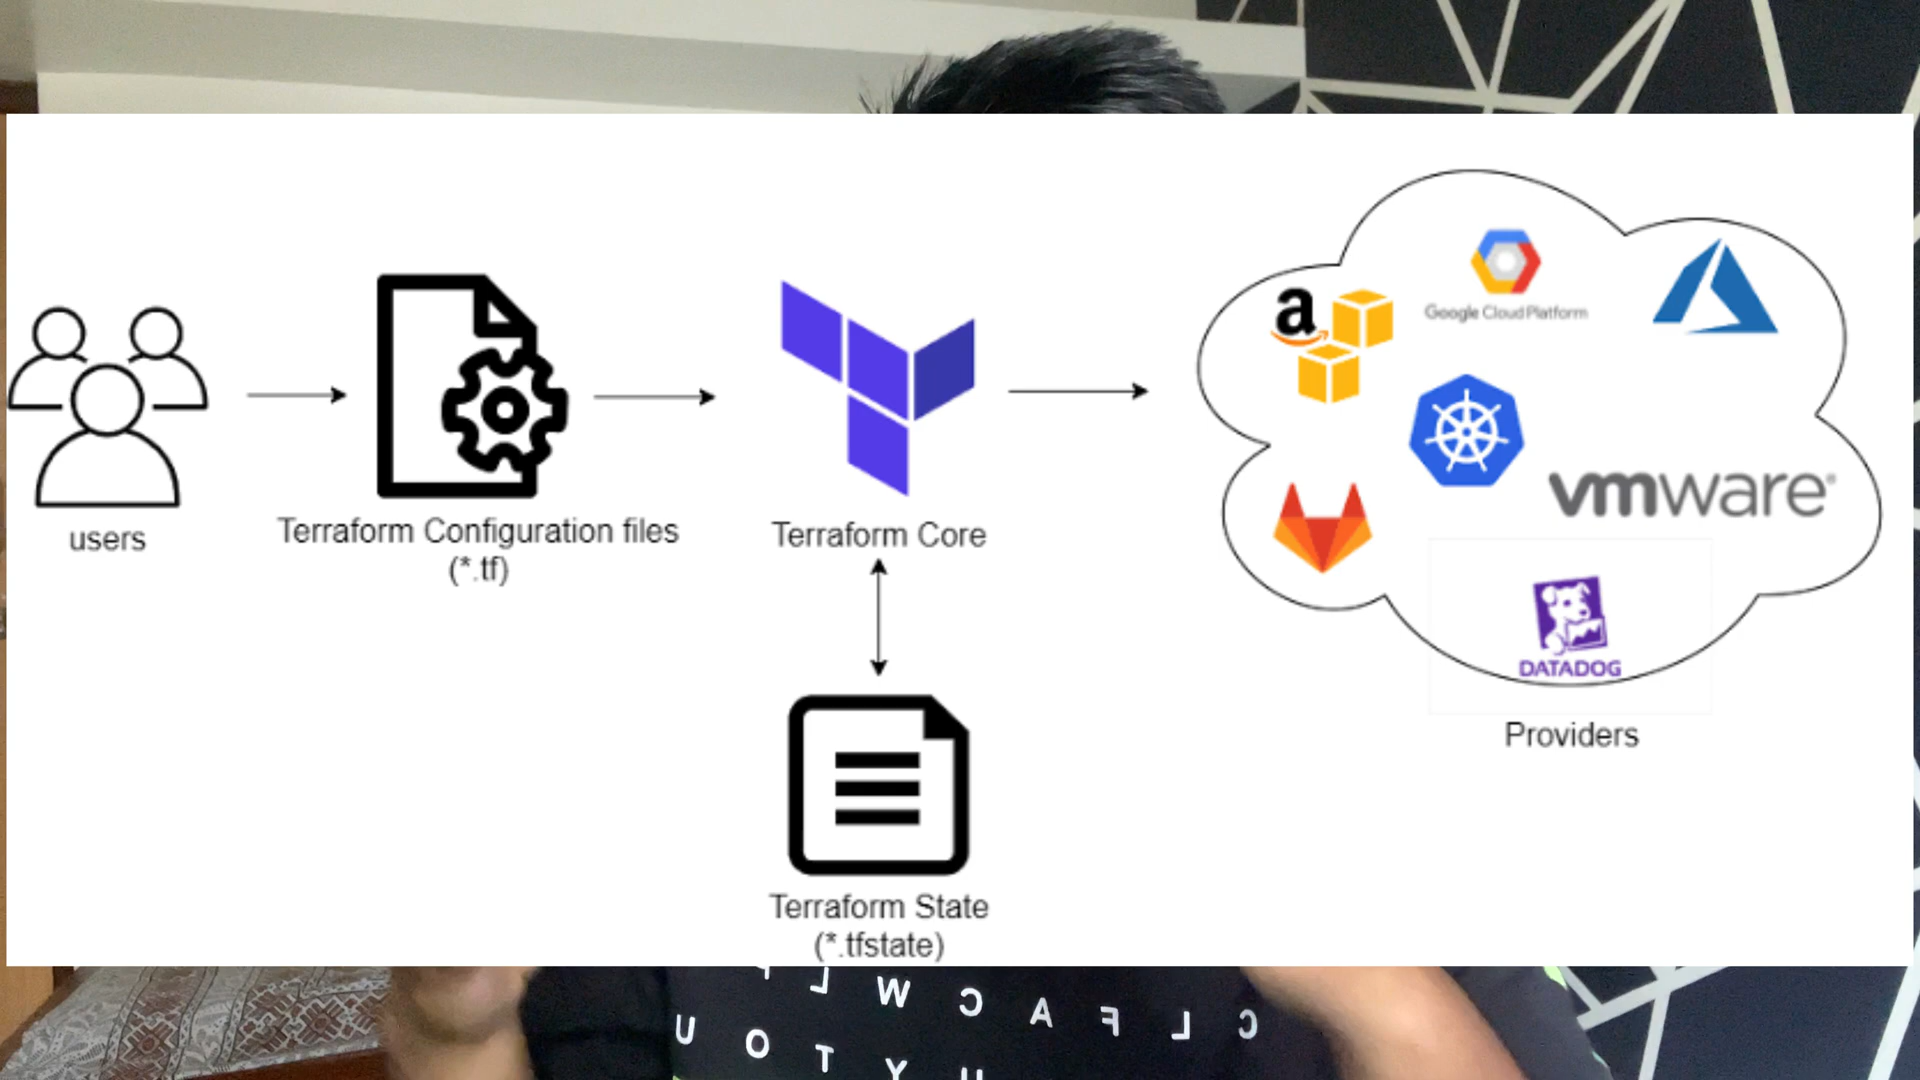 users
Terraform Configuration files
(*.tf)
Terraform Core
Terraform State
(*.tfstate)
a
Google Cloud Platform
vmware®
DATADOG
Providers
L W C A F L C
U O T Y U